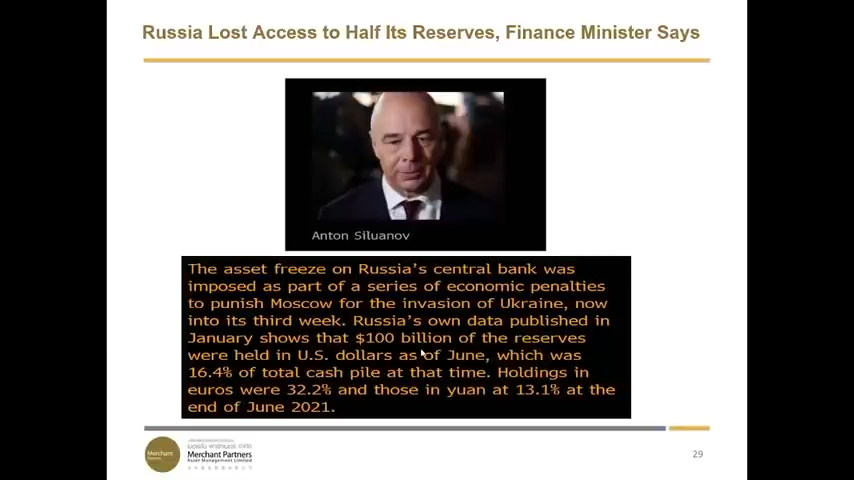 Russia Lost Access to Half Its Reserves, Finance Minister Says
Anton Siluanov
The asset freeze on Russia's central bank was
imposed as part of a series of economic penalties
to punish Moscow for the invasion of Ukraine, now
into its third week. Russia's own data published in
January shows that $100 billion of the reserves
were held in U.S. dollars as of June, which was
16.4% of total cash pile at that time. Holdings in
euros were 32.2% and those in yuan at 13.1% at the
end of June 2021.
Merchant
Merchant Partners
Asset Management Limited
29